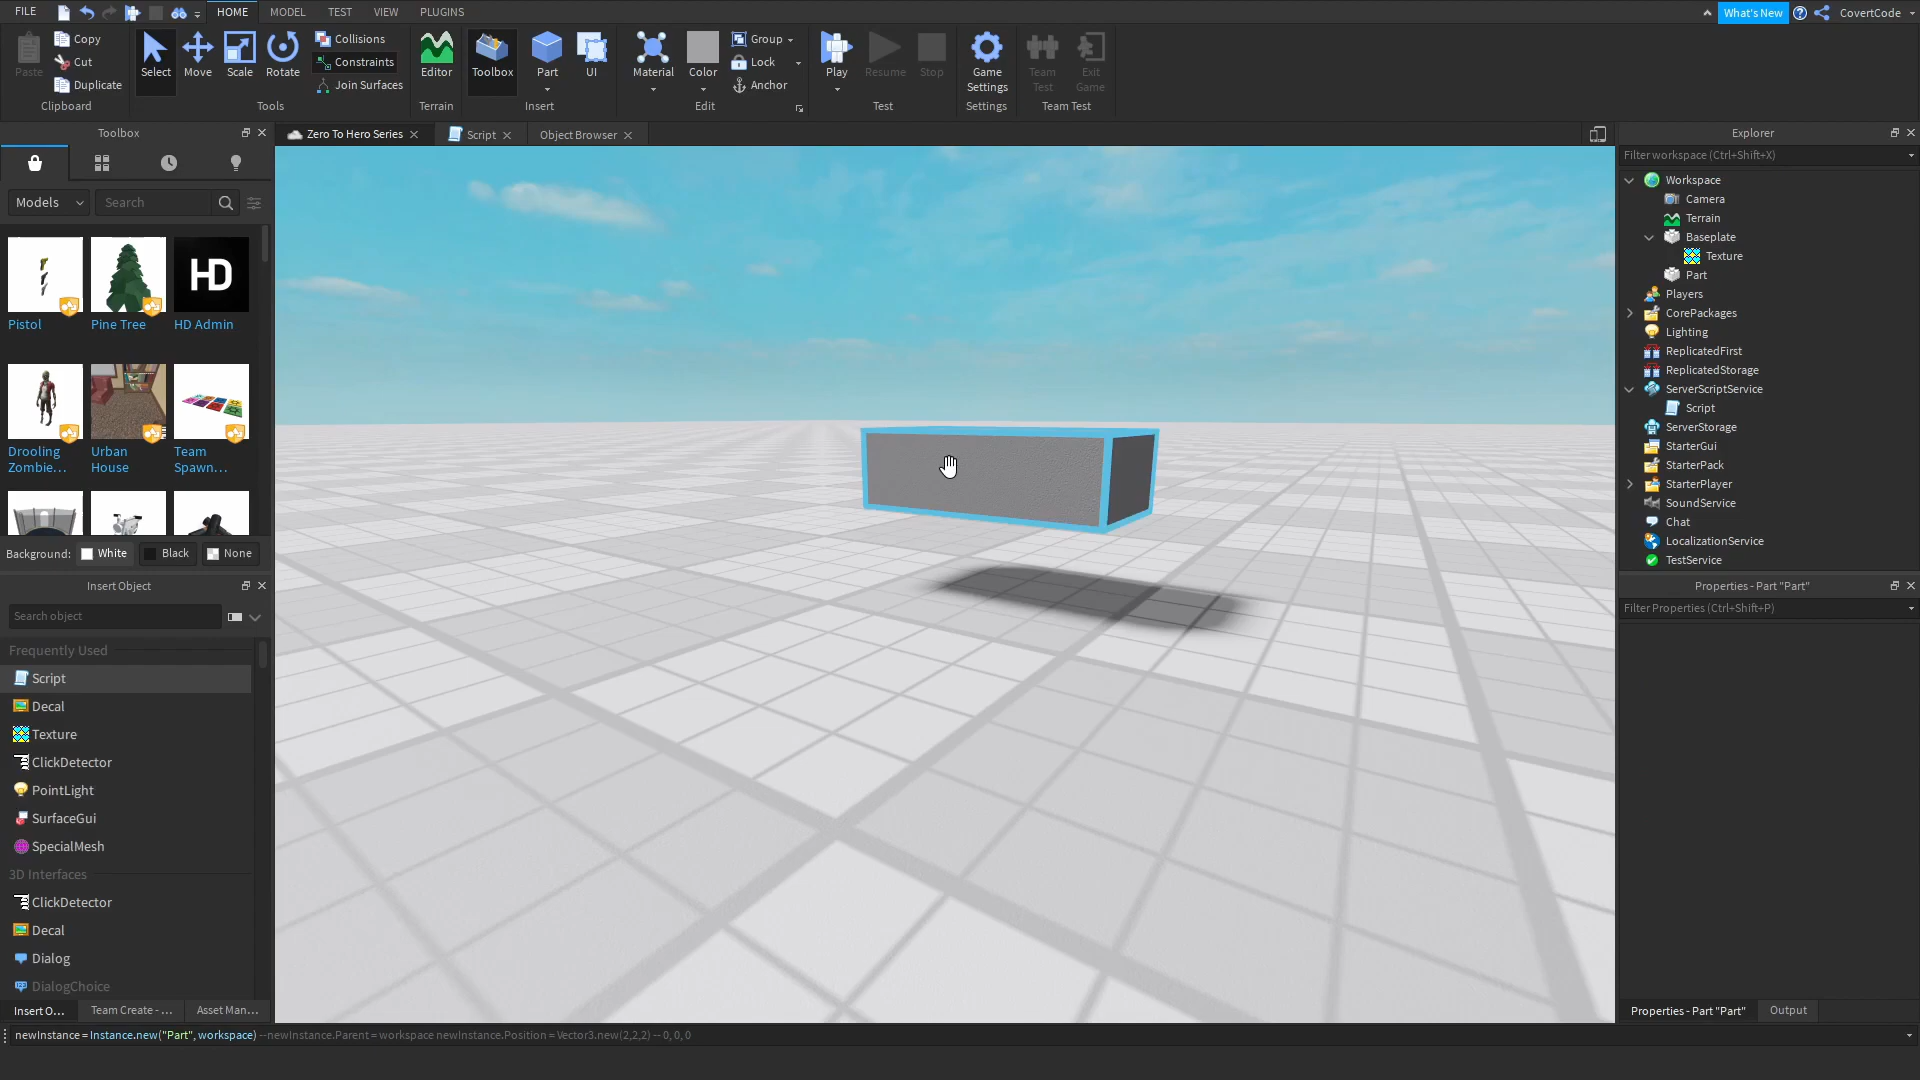 FILE
HOME
MODEL
TEST
VIEW
PLUGINS
What's New
CovertCode
Paste
Copy
Cut
Duplicate
Clipboard
Select
Move
Scale
Rotate
Collisions
Constraints
Join Surfaces
Tools
Editor
Terrain
Toolbox
Part
UI
Insert
Material
Color
Group
Lock
Anchor
Edit
Play
Resume
Stop
Test
Game
Settings
Settings
Team
Test
Exit
Game
Team Test
Toolbox
Models
Search
HD
Pistol
Pine Tree
HD Admin
Drooling
Zombie...
Urban
House
Team
Spawn...
Background:
White
Black
None
Insert Object
Search object
Frequently Used
Script
Decal
Texture
ClickDetector
PointLight
SurfaceGui
SpecialMesh
3D Interfaces
ClickDetector
Decal
Dialog
DialogChoice
Insert O...
Team Create - ...
Asset Man...
Zero To Hero Series
Script
Object Browser
Explorer
Filter workspace (Ctrl+Shift+X)
Workspace
Camera
Terrain
Baseplate
Texture
Part
Players
CorePackages
Lighting
ReplicatedFirst
ReplicatedStorage
ServerScriptService
Script
ServerStorage
StarterGui
StarterPack
StarterPlayer
SoundService
Chat
LocalizationService
TestService
Properties - Part "Part"
Filter Properties (Ctrl+Shift+P)
Properties - Part "Part"
Output
newInstance = Instance.new("Part", workspace) --newInstance.Parent = workspace newInstance.Position = Vector3.new(2,2,2) -- 0, 0, 0